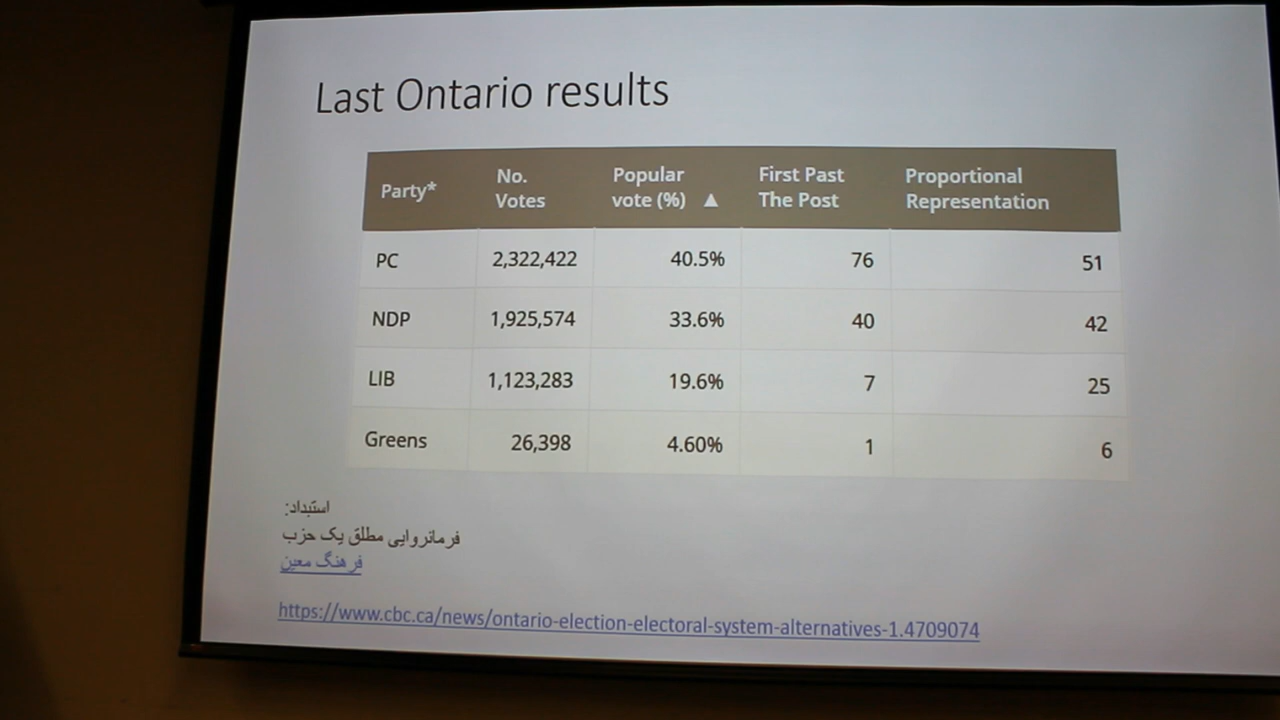 Last Ontario results
Party* No. Votes Popular vote (%) ▲ First Past The Post Proportional Representation
PC 2,322,422 40.5% 76 51
NDP 1,925,574 33.6% 40 42
LIB 1,123,283 19.6% 7 25
Greens 26,398 4.60% 1 6
استبداد:
فرمانروایی مطلق یک حزب
فرهنگ معین
https://www.cbc.ca/news/ontario-election-electoral-system-alternatives-1.4709074